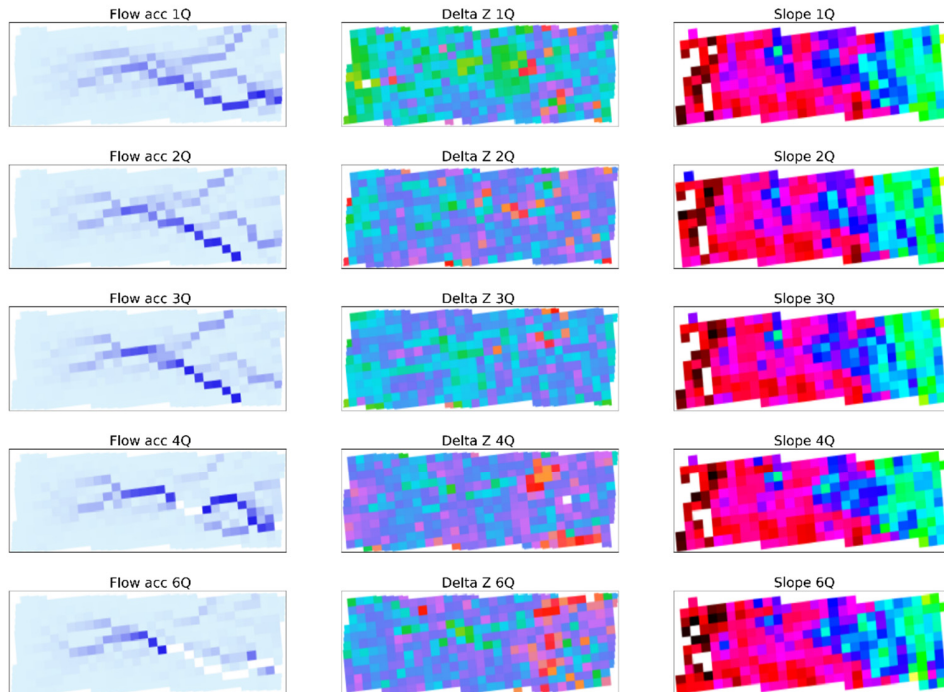 Flow acc 1Q Delta Z 1Q Slope 1Q
Flow acc 2Q Delta Z 2Q Slope 2Q
Flow acc 3Q Delta Z 3Q Slope 3Q
Flow acc 4Q Delta Z 4Q Slope 4Q
Flow acc 6Q Delta Z 6Q Slope 6Q